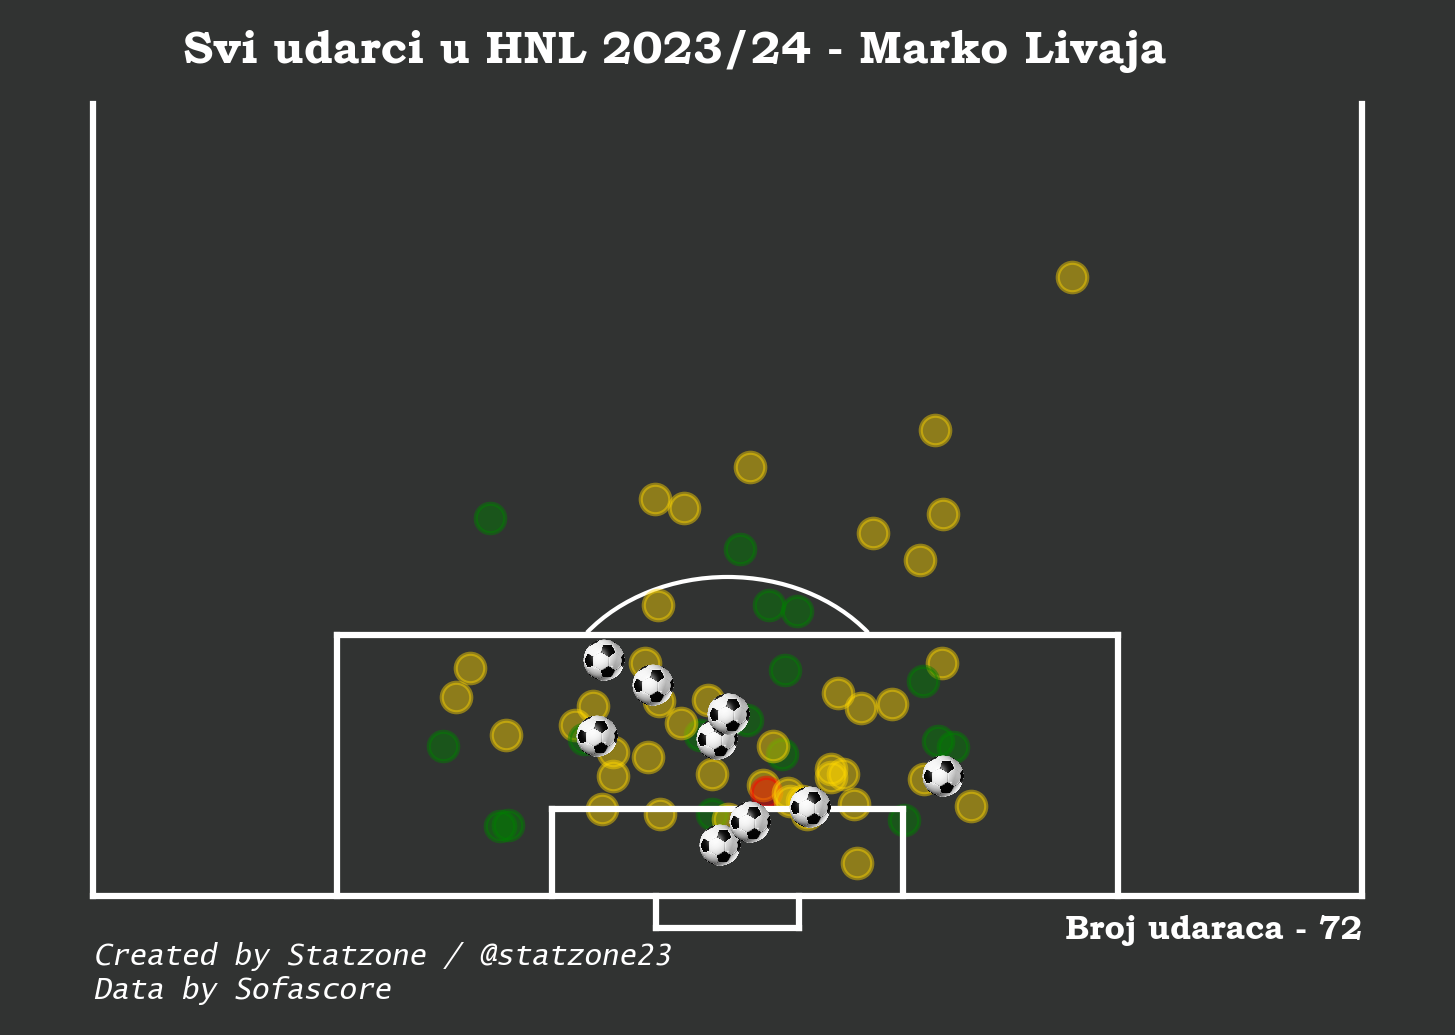 Svi udarci u HNL 2023/24 - Marko Livaja
Broj udaraca - 72
Created by Statzone / @statzone23
Data by Sofascore